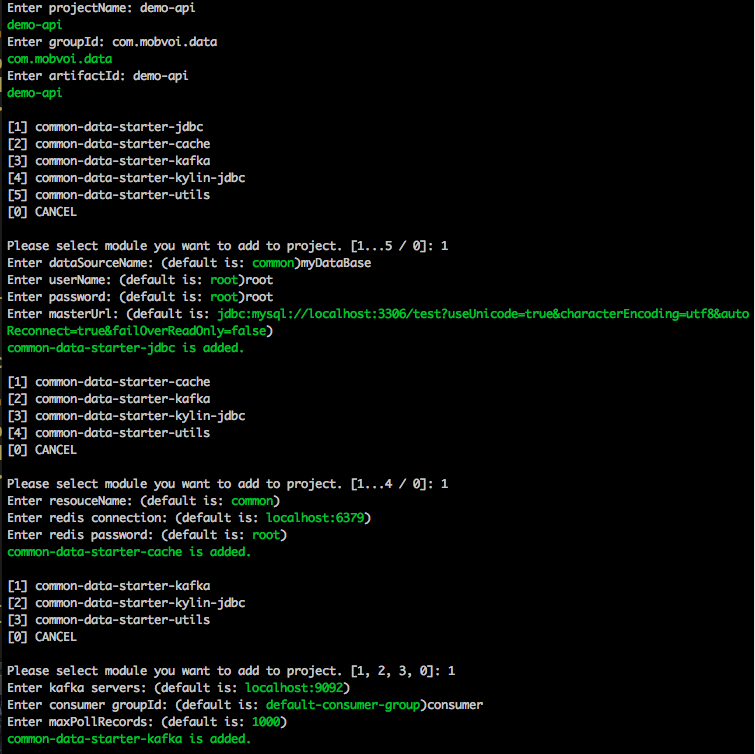 Enter projectName: demo-api
demo-api
Enter groupId: com.mobvoi.data
com.mobvoi.data
Enter artifactId: demo-api
demo-api
[1] common-data-starter-jdbc
[2] common-data-starter-cache
[3] common-data-starter-kafka
[4] common-data-starter-kylin-jdbc
[5] common-data-starter-utils
[0] CANCEL
Please select module you want to add to project. [1...5 / 0]: 1
Enter dataSourceName: (default is: common)myDataBase
Enter userName: (default is: root)root
Enter password: (default is: root)root
Enter masterUrl: (default is: jdbc:mysql://localhost:3306/test?useUnicode=true&characterEncoding=utf8&auto
Reconnect=true&failOverReadOnly=false)
common-data-starter-jdbc is added.
[1] common-data-starter-cache
[2] common-data-starter-kafka
[3] common-data-starter-kylin-jdbc
[4] common-data-starter-utils
[0] CANCEL
Please select module you want to add to project. [1...4 / 0]: 1
Enter resouceName: (default is: common)
Enter redis connection: (default is: localhost:6379)
Enter redis password: (default is: root)
common-data-starter-cache is added.
[1] common-data-starter-kafka
[2] common-data-starter-kylin-jdbc
[3] common-data-starter-utils
[0] CANCEL
Please select module you want to add to project. [1, 2, 3, 0]: 1
Enter kafka servers: (default is: localhost:9092)
Enter consumer groupId: (default is: default-consumer-group)consumer
Enter maxPollRecords: (default is: 1000)
common-data-starter-kafka is added.